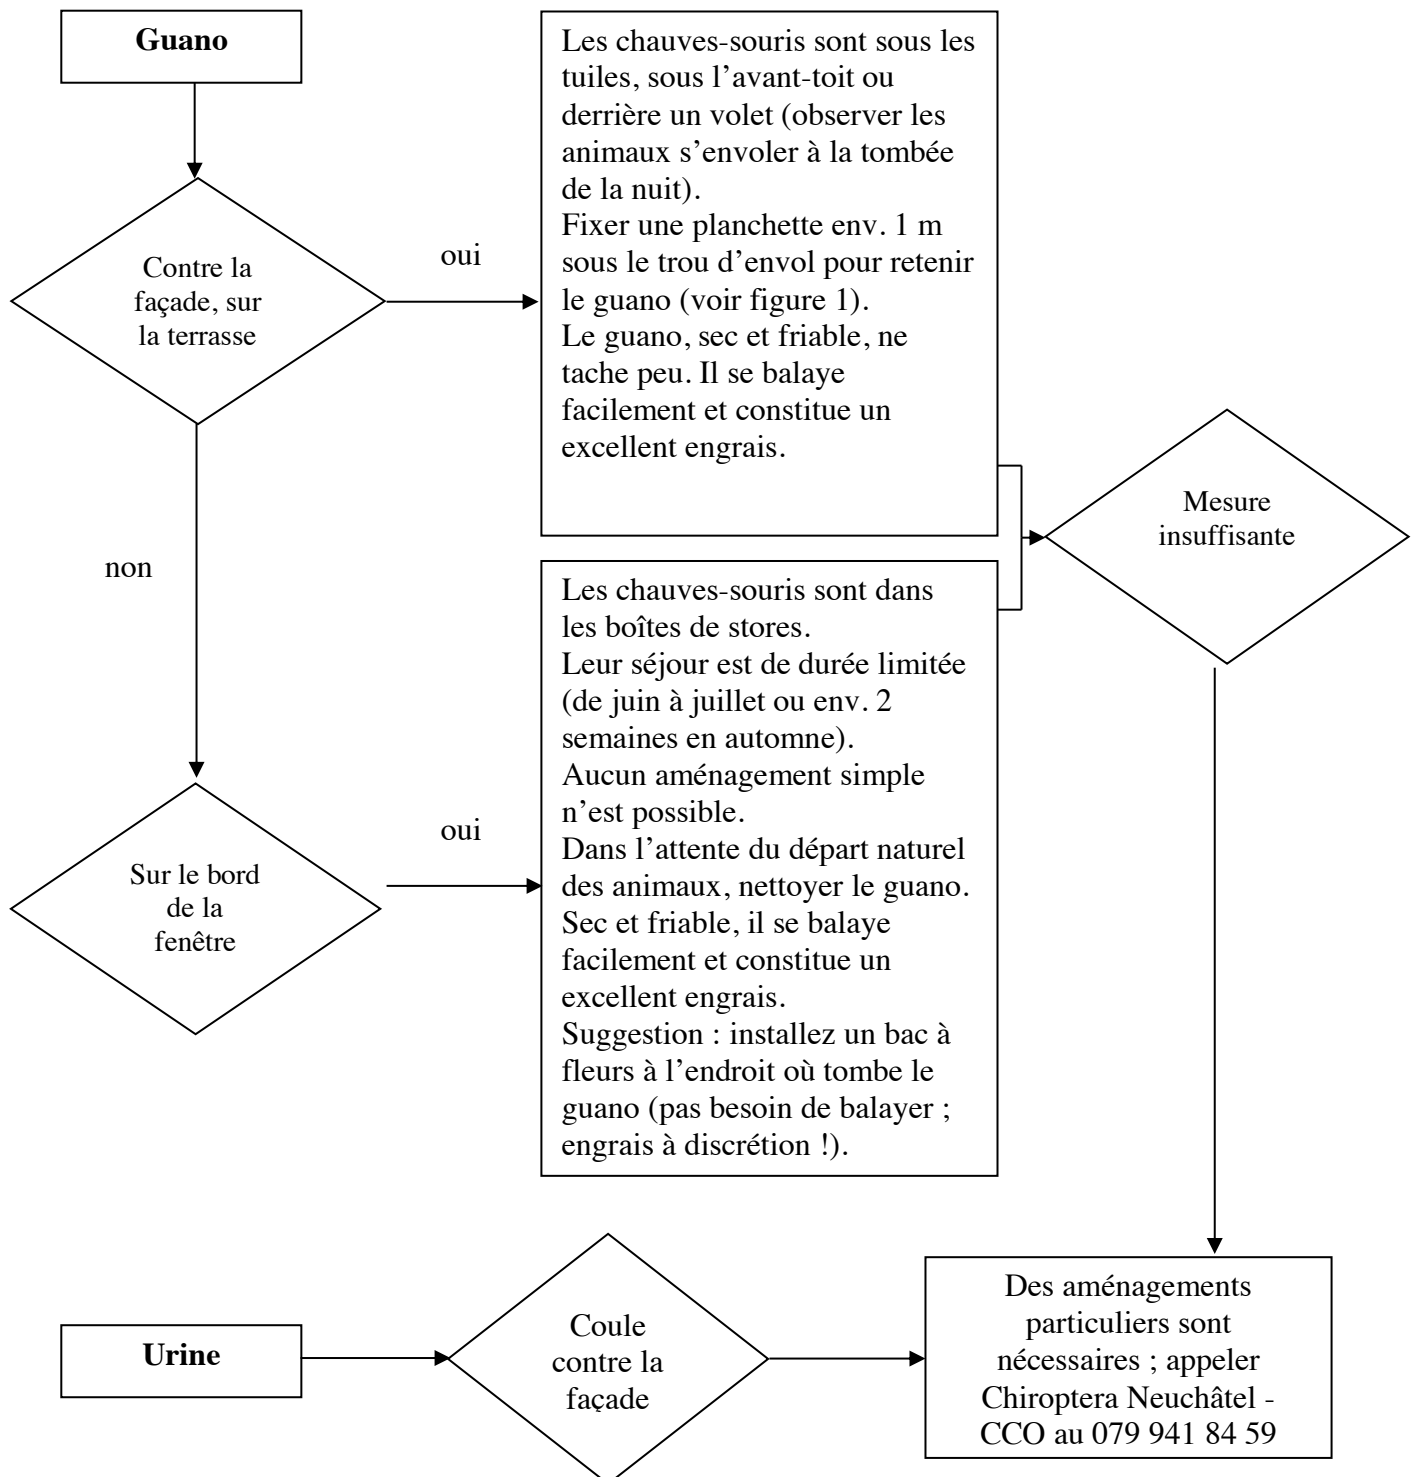 Guano
Les chauves-souris sont sous les
tuiles, sous l’avant-toit ou
derrière un volet (observer les
animaux s’envoler à la tombée
de la nuit).
Fixer une planchette env. 1 m
sous le trou d’envol pour retenir
le guano (voir figure 1).
Le guano, sec et friable, ne
tache peu. Il se balaye
facilement et constitue un
excellent engrais.
Contre la
façade, sur
la terrasse
oui
Mesure
insuffisante
non
Les chauves-souris sont dans
les boîtes de stores.
Leur séjour est de durée limitée
(de juin à juillet ou env. 2
semaines en automne).
Aucun aménagement simple
n’est possible.
Dans l’attente du départ naturel
des animaux, nettoyer le guano.
Sec et friable, il se balaye
facilement et constitue un
excellent engrais.
Suggestion : installez un bac à
fleurs à l’endroit où tombe le
guano (pas besoin de balayer ;
engrais à discrétion !).
oui
Sur le bord
de la
fenêtre
Urine
Coule
contre la
façade
Des aménagements
particuliers sont
nécessaires ; appeler
Chiroptera Neuchâtel -
CCO au 079 941 84 59